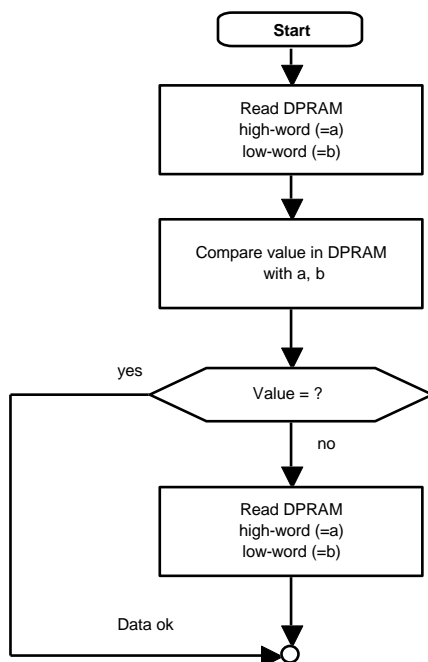 Start
Read DPRAM
high-word (=a)
low-word (=b)
Compare value in DPRAM
with a, b
yes
Value = ?
no
Read DPRAM
high-word (=a)
low-word (=b)
Data ok